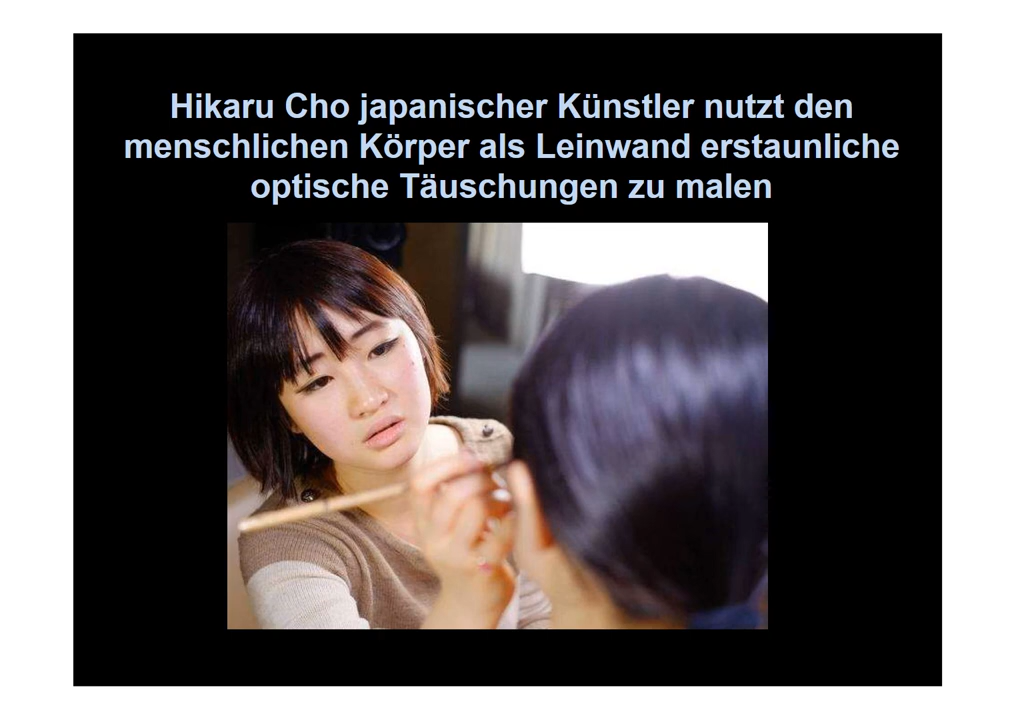 Hikaru Cho japanischer Künstler nutzt den
menschlichen Körper als Leinwand erstaunliche
optische Täuschungen zu malen